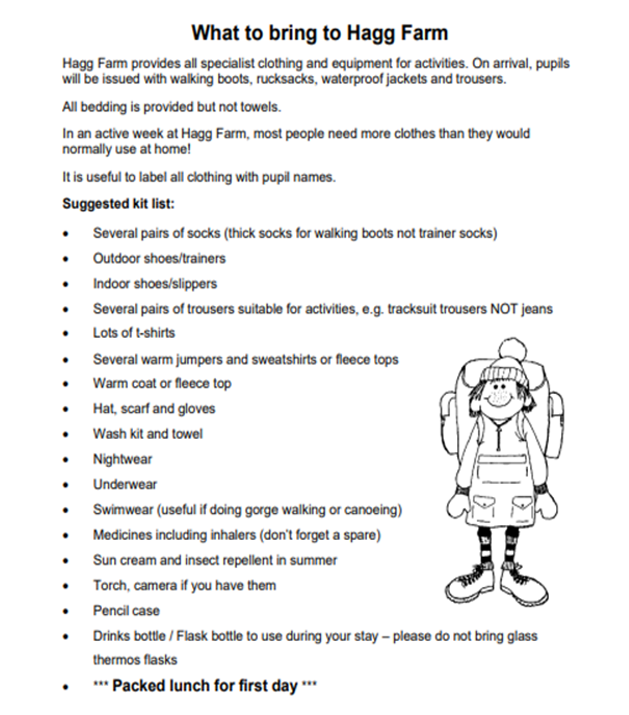 What to bring to Hagg Farm
Hagg Farm provides all specialist clothing and equipment for activities. On arrival, pupils
will be issued with walking boots, rucksacks, waterproof jackets and trousers.
All bedding is provided but not towels.
In an active week at Hagg Farm, most people need more clothes than they would
normally use at home!
It is useful to label all clothing with pupil names.
Suggested kit list:
• Several pairs of socks (thick socks for walking boots not trainer socks)
• Outdoor shoes/trainers
• Indoor shoes/slippers
• Several pairs of trousers suitable for activities, e.g. tracksuit trousers NOT jeans
• Lots of t-shirts
• Several warm jumpers and sweatshirts or fleece tops
• Warm coat or fleece top
• Hat, scarf and gloves
• Wash kit and towel
• Nightwear
• Underwear
• Swimwear (useful if doing gorge walking or canoeing)
• Medicines including inhalers (don't forget a spare)
• Sun cream and insect repellent in summer
• Torch, camera if you have them
• Pencil case
• Drinks bottle / Flask bottle to use during your stay – please do not bring glass
thermos flasks
• *** Packed lunch for first day ***